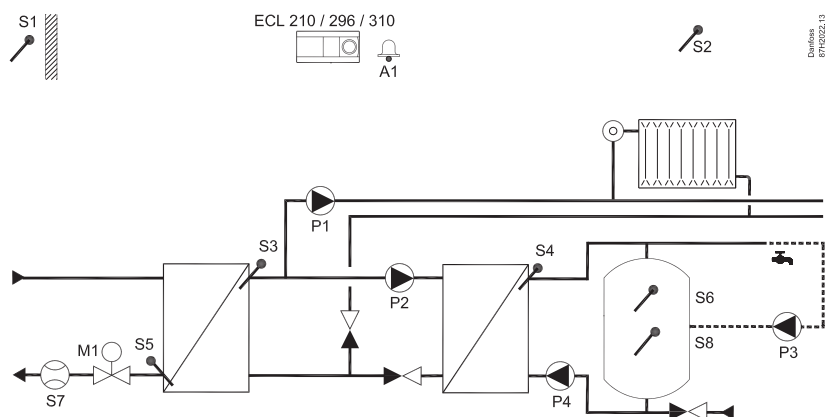 S1
ECL 210 / 296 / 310
A1
S2
Danfoss
87H2022.13
P1
S3
S4
P2
S6
S5
M1
S8
P3
S7
P4